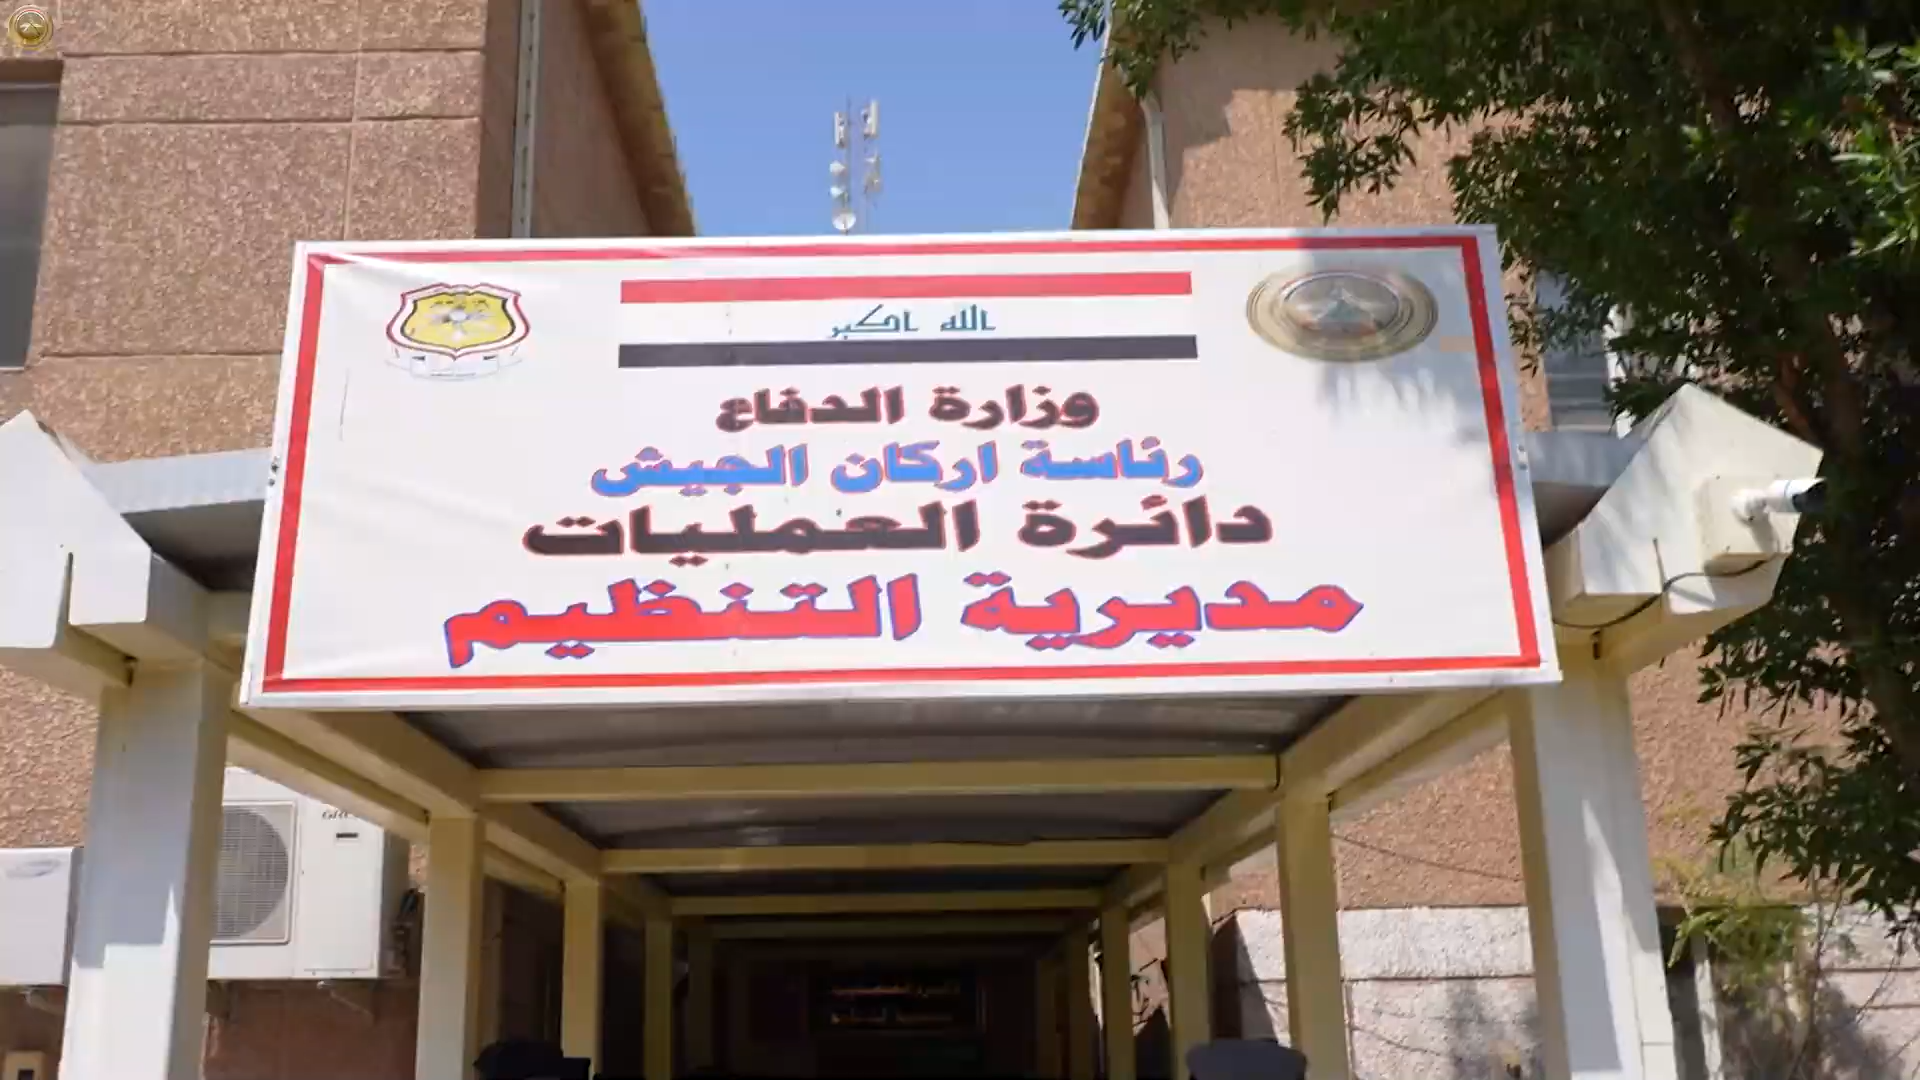 الله اكبر
وزارة الدفاع
رئاسة اركان الجيش
دائرة العمليات
مديرية التنظيم